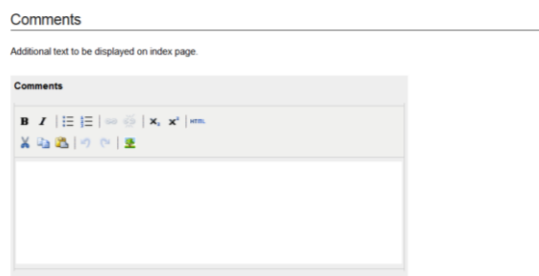 Comments
Additional text to be displayed on index page.
Comments
B I x₂ x² HTML